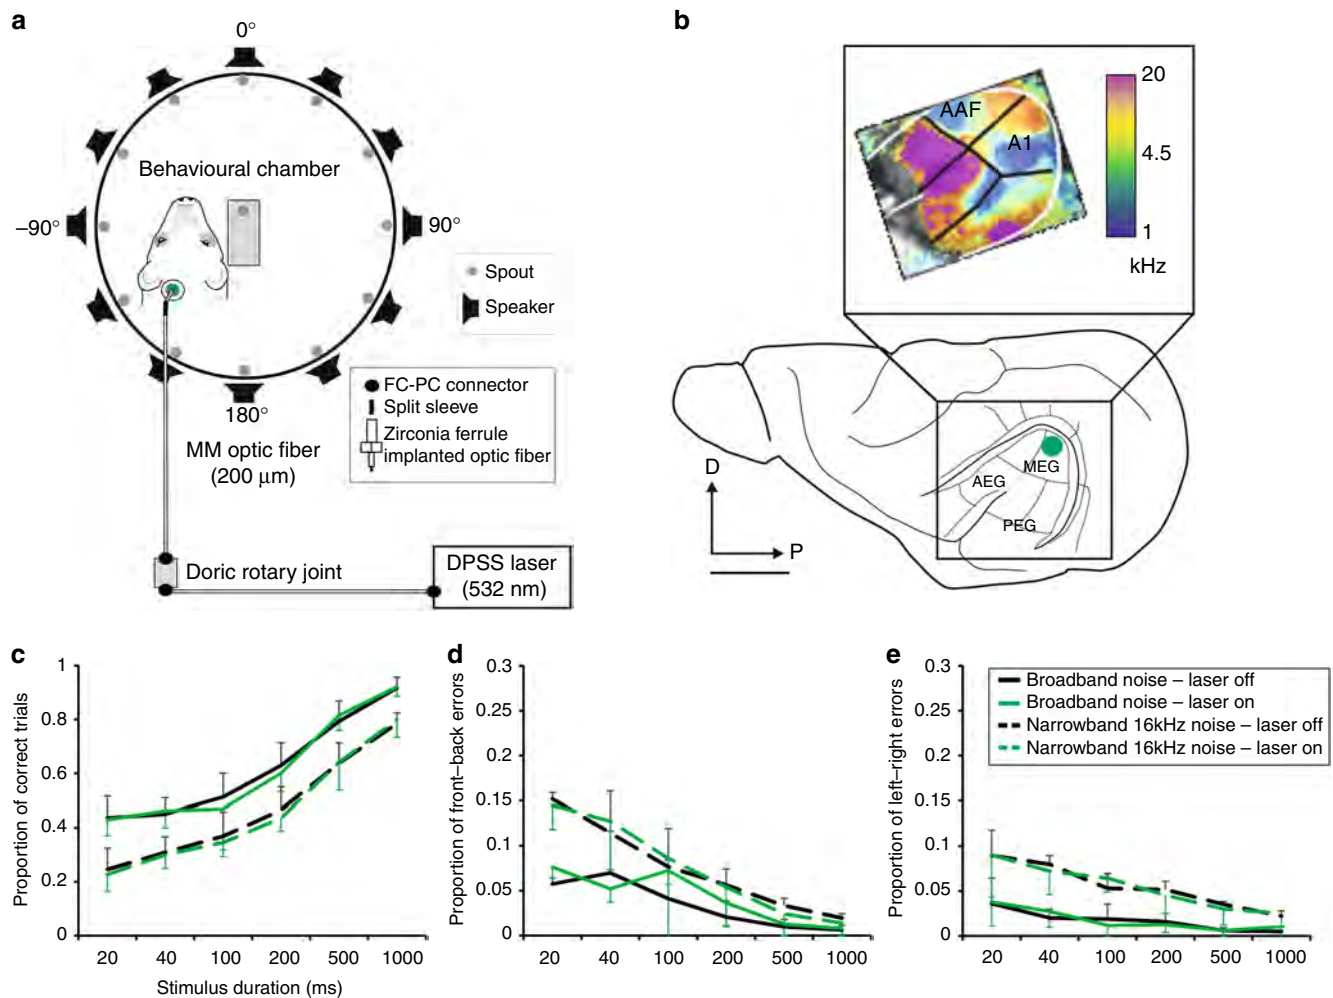 a
0°
Behavioural chamber
–90°
90°
Spout
Speaker
180°
FC-PC connector
Split sleeve
Zirconia ferrule
implanted optic fiber
MM optic fiber
(200 μm)
Doric rotary joint
DPSS laser
(532 nm)
b
AAF
A1
20
4.5
1
kHz
D
P
MEG
AEG
PEG
c
Proportion of correct trials
1
0.8
0.6
0.4
0.2
0
20 40 100 200 500 1000
Stimulus duration (ms)
d
Proportion of front–back errors
0.3
0.25
0.2
0.15
0.1
0.05
0
20 40 100 200 500 1000
e
Proportion of left–right errors
0.3
0.25
0.2
0.15
0.1
0.05
0
20 40 100 200 500 1000
Broadband noise – laser off
Broadband noise – laser on
Narrowband 16kHz noise – laser off
Narrowband 16kHz noise – laser on